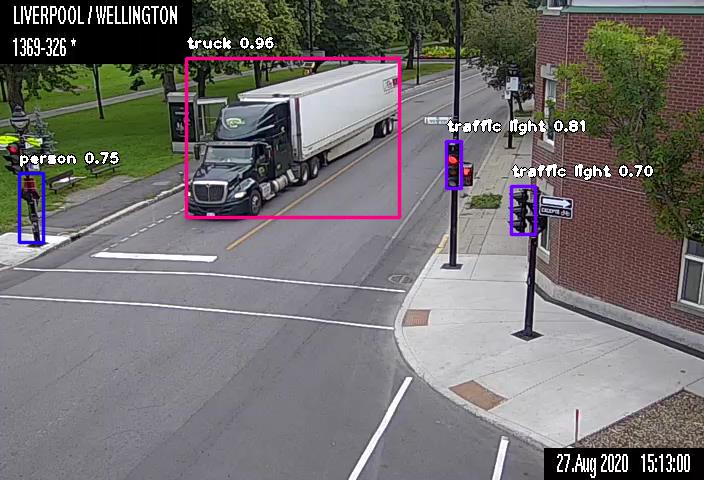 LIVERPOOL / WELLINGTON
1369-326 *
truck 0.96
traffic light 0.81
person 0.75
traffic light 0.70
27.Aug 2020 15:13:00